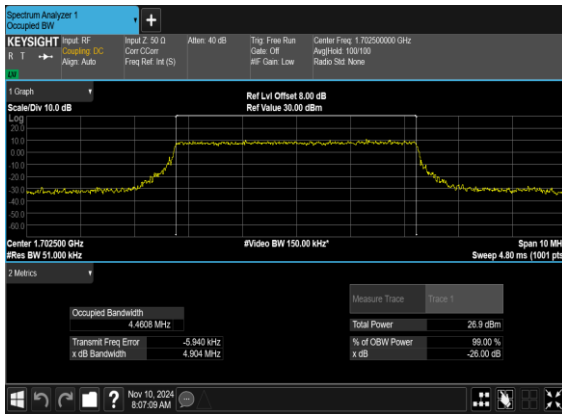 Spectrum Analyzer 1
Occupied BW
KEYSIGHT
R T
LXI
Input: RF
Coupling: DC
Align: Auto
Input Z: 50 Ω
Corr CCorr
Freq Ref: Int (S)
Atten: 40 dB
Trig: Free Run
Gate: Off
#IF Gain: Low
Center Freq: 1.702500000 GHz
Avg|Hold: 100/100
Radio Std: None
1 Graph
Scale/Div 10.0 dB
Ref Lvl Offset 8.00 dB
Ref Value 30.00 dBm
Log
20.0
10.0
0.00
-10.0
-20.0
-30.0
-40.0
-50.0
-60.0
Center 1.702500 GHz
#Res BW 51.000 kHz
#Video BW 150.00 kHz*
Span 10 MH
Sweep 4.80 ms (1001 pts
2 Metrics
Measure Trace Trace 1
Occupied Bandwidth
4.4608 MHz
Total Power 26.9 dBm
Transmit Freq Error -5.940 kHz
% of OBW Power 99.00 %
x dB Bandwidth 4.904 MHz
x dB -26.00 dB
?
Nov 10, 2024
8:07:09 AM